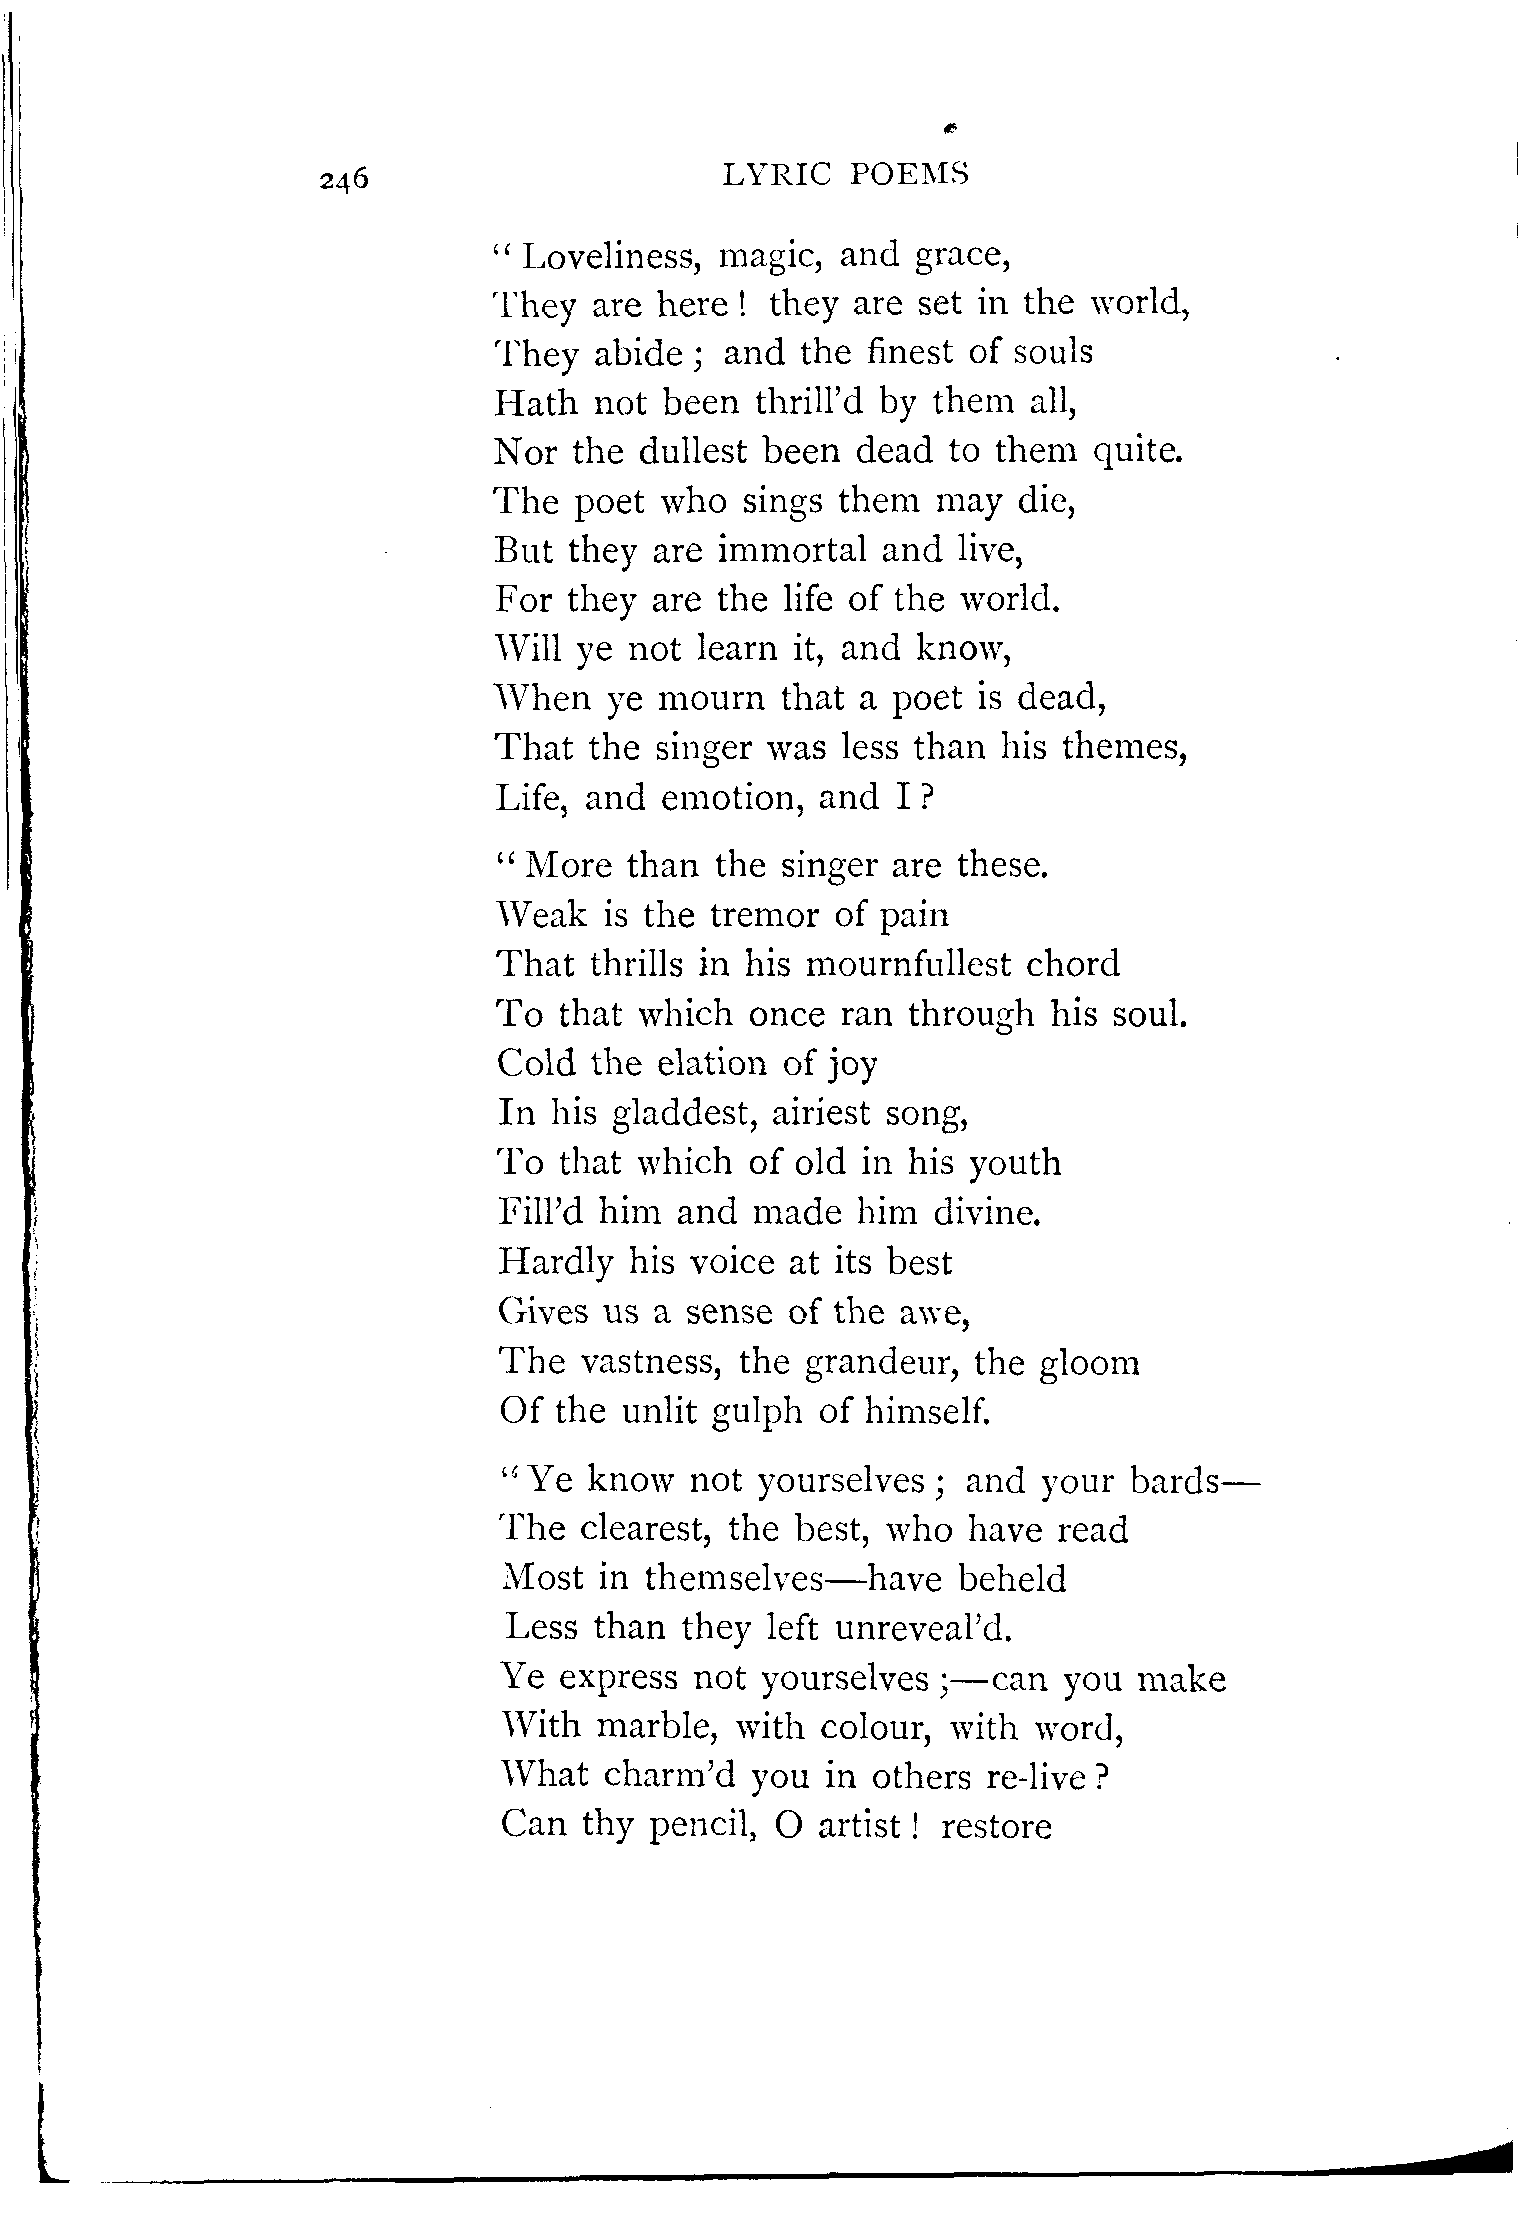 246 LYRIC POEMS
“ Loveliness, magic, and grace,
They are here ! they are set in the world,
They abide ; and the finest of souls
Hath not been thrill’d by them all,
Nor the dullest been dead to them quite.
The poet who sings them may die,
But they are immortal and live,
For they are the life of the world.
Will ye not learn it, and know,
When ye mourn that a poet is dead,
That the singer was less than his themes,
Life, and emotion, and I ?
“ More than the singer are these.
Weak is the tremor of pain
That thrills in his mournfullest chord
To that which once ran through his soul.
Cold the elation of joy
In his gladdest, airiest song,
To that which of old in his youth
Fill’d him and made him divine.
Hardly his voice at its best
Gives us a sense of the awe,
The vastness, the grandeur, the gloom
Of the unlit gulph of himself.
“ Ye know not yourselves ; and your bards—
The clearest, the best, who have read
Most in themselves—have beheld
Less than they left unreveal’d.
Ye express not yourselves ;—can you make
With marble, with colour, with word,
What charm’d you in others re-live ?
Can thy pencil, O artist ! restore